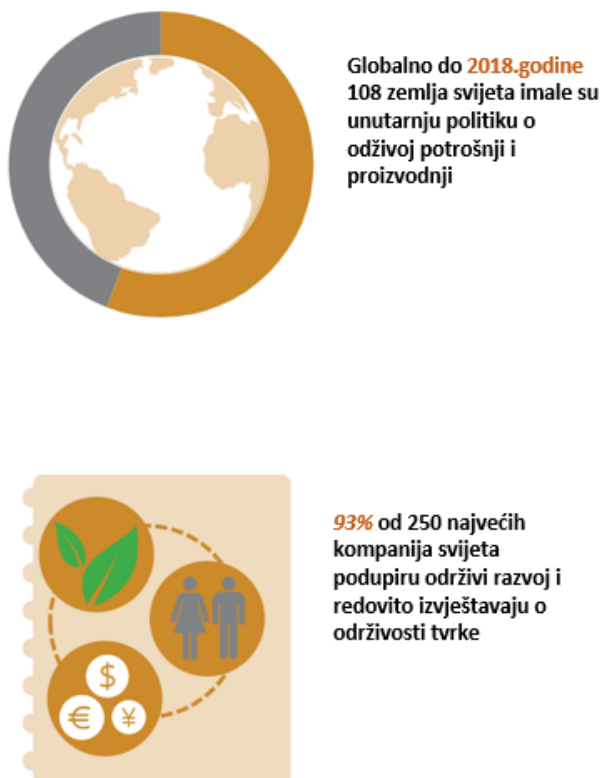 Globalno do 2018.godine
108 zemlja svijeta imale su
unutarnju politiku o
održivoj potrošnji i
proizvodnji
$
€ ¥
93% od 250 najvećih
kompanija svijeta
podupiru održivi razvoj i
redovito izvještavaju o
održivosti tvrke